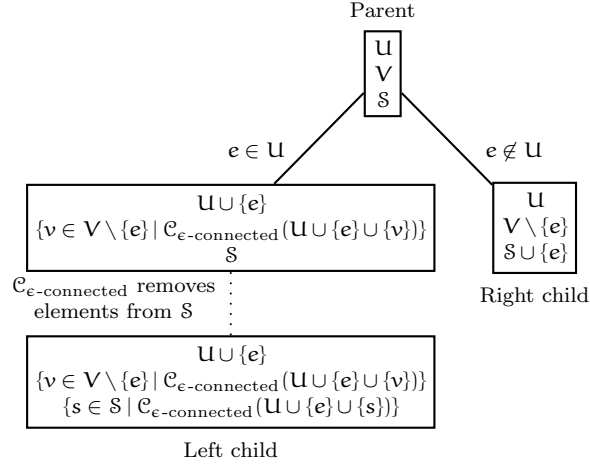 Parent
U
V
S
e ∈ U
e ∉ U
U ∪ {e}
{v ∈ V \ {e} | C_ϵ-connected(U ∪ {e} ∪ {v})}
S
U
V \ {e}
S ∪ {e}
Right child
C_ϵ-connected removes
elements from S
U ∪ {e}
{v ∈ V \ {e} | C_ϵ-connected(U ∪ {e} ∪ {v})}
{s ∈ S | C_ϵ-connected(U ∪ {e} ∪ {s})}
Left child